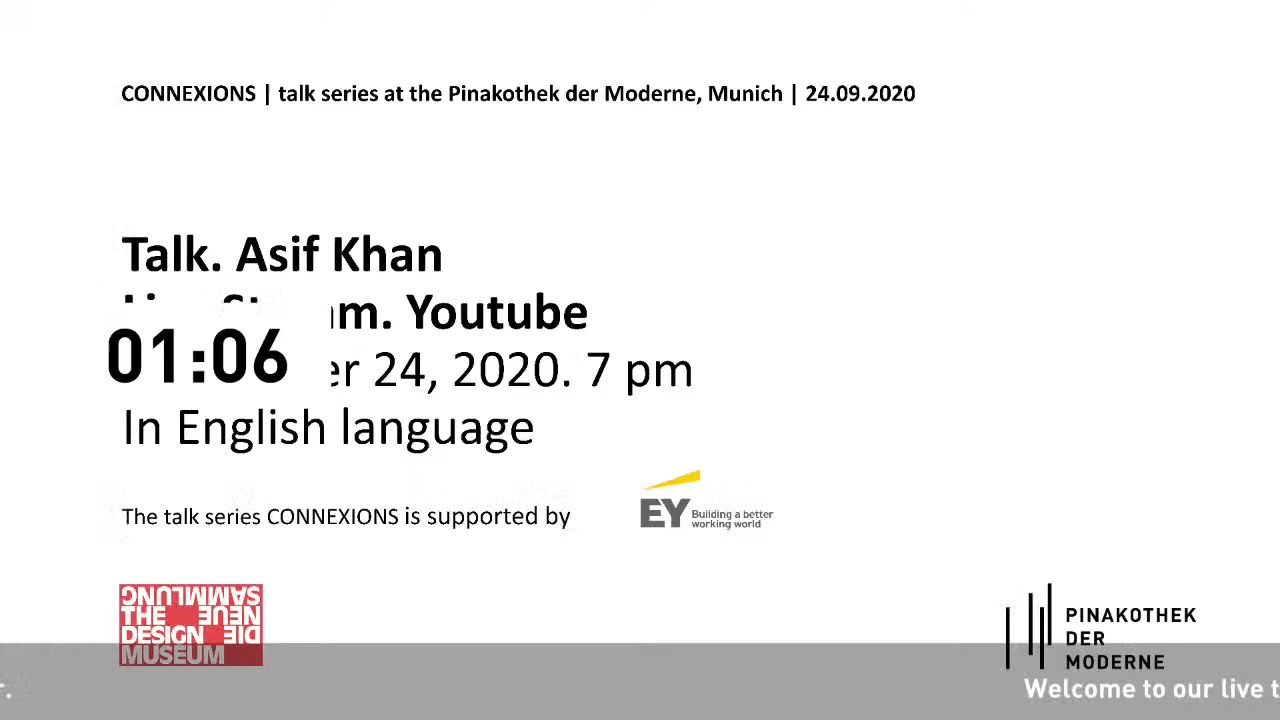 CONNEXIONS | talk series at the Pinakothek der Moderne, Munich | 24.09.2020
Talk. Asif Khan
m. Youtube
01:06
er 24, 2020. 7 pm
In English language
The talk series CONNEXIONS is supported by
EY Building a better
working world
SAMMLUNG
THE NEUE
DESIGN DIE
MUSEUM
PINAKOTHEK
DER
MODERNE
r.
Welcome to our live t